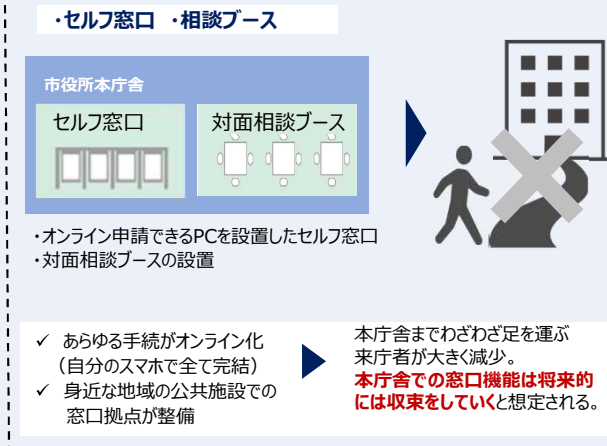 ・セルフ窓口 ・相談ブース
市役所本庁舎
セルフ窓口
対面相談ブース
・オンライン申請できるPCを設置したセルフ窓口
・対面相談ブースの設置
✓ あらゆる手続がオンライン化
（自分のスマホで全て完結）
✓ 身近な地域の公共施設での
窓口拠点が整備
本庁舎までわざわざ足を運ぶ
来庁者が大きく減少。
本庁舎での窓口機能は将来的
には収束をしていくと想定される。